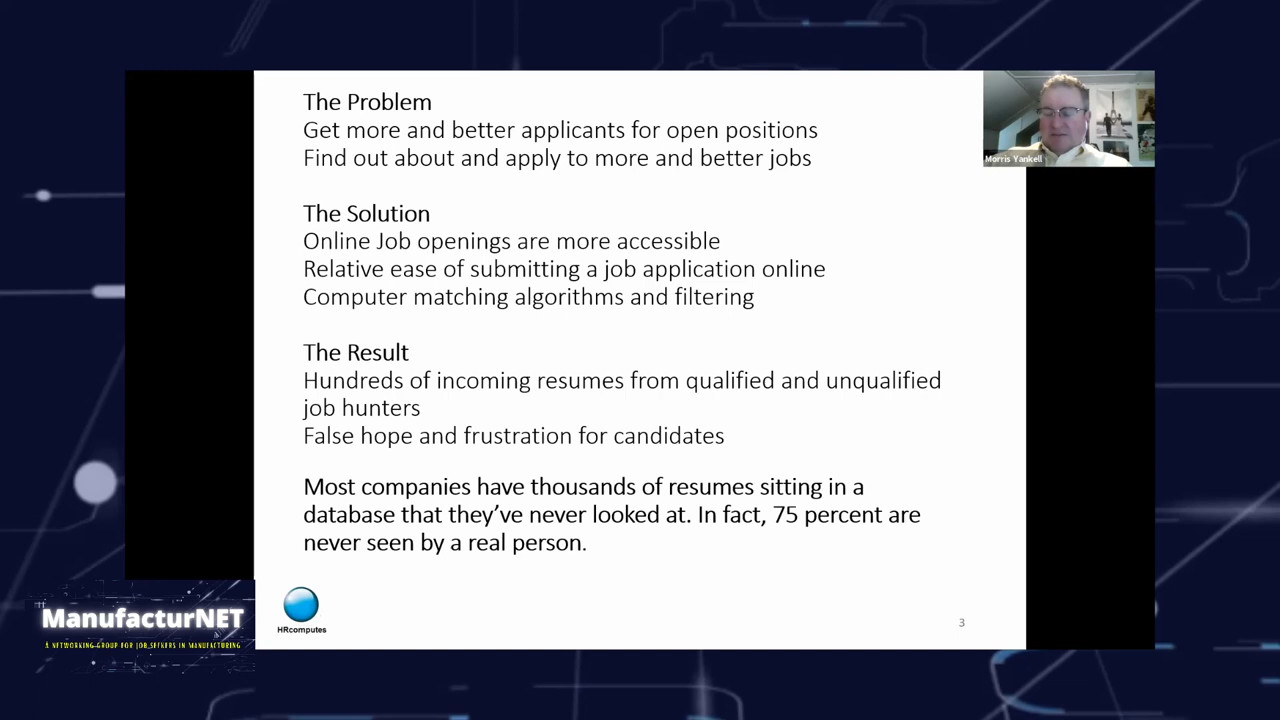 The Problem
Get more and better applicants for open positions
Find out about and apply to more and better jobs
Morris Yankell
The Solution
Online Job openings are more accessible
Relative ease of submitting a job application online
Computer matching algorithms and filtering
The Result
Hundreds of incoming resumes from qualified and unqualified
job hunters
False hope and frustration for candidates
Most companies have thousands of resumes sitting in a
database that they’ve never looked at. In fact, 75 percent are
never seen by a real person.
ManufacturNET
A NETWORKING GROUP FOR JOB SEEKERS IN MANUFACTURING
HRcomputes
3